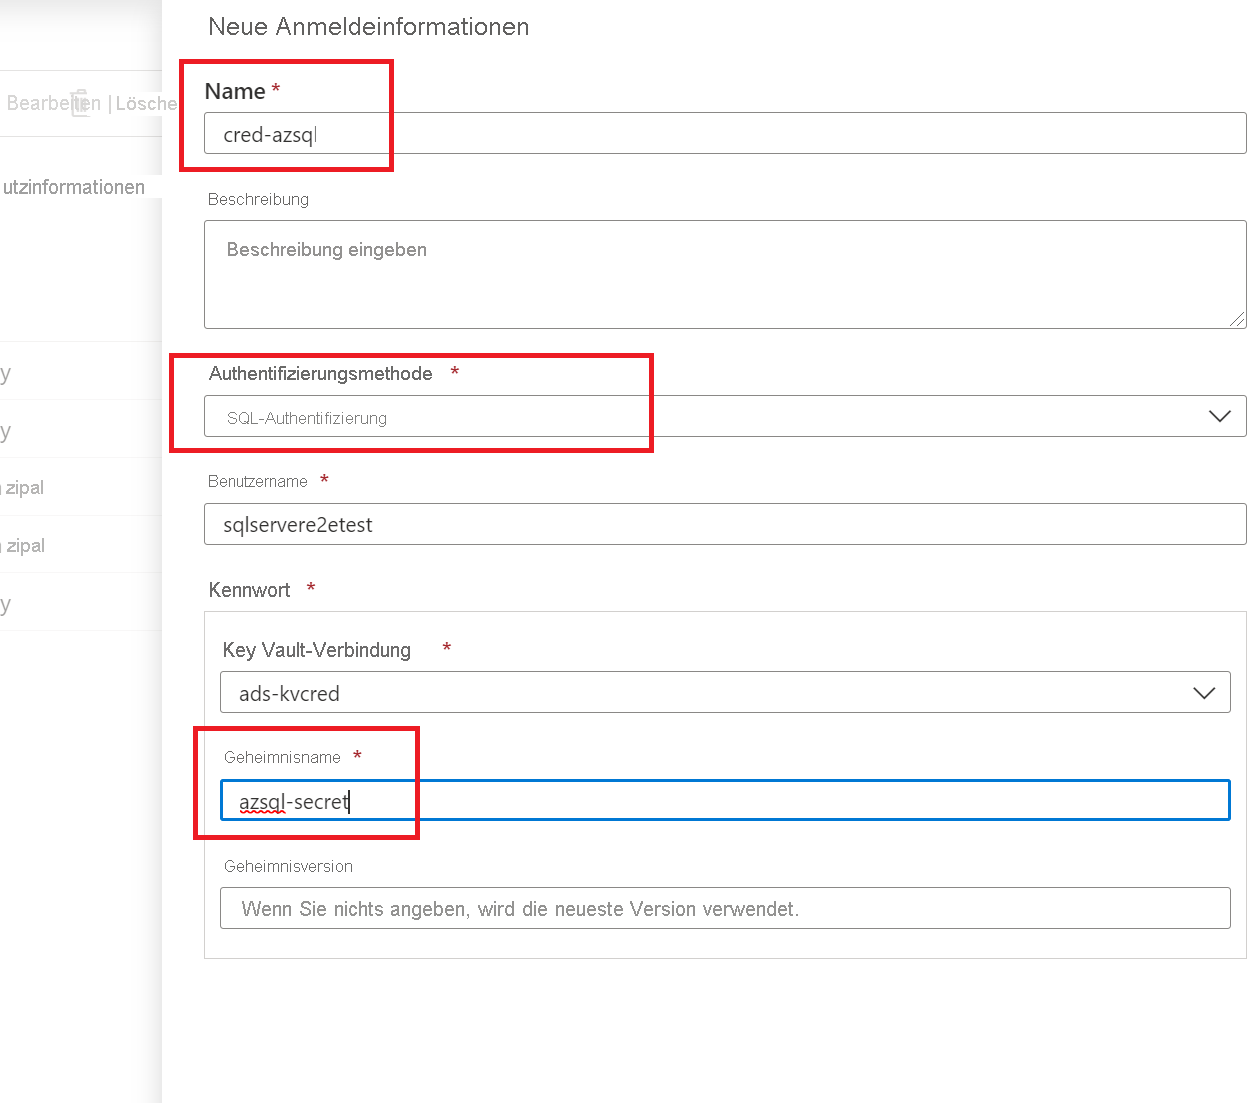 Neue Anmeldeinformationen
Name *
cred-azsql
Bearbeiten | Lösche
utzinformationen
Beschreibung
Beschreibung eingeben
Authentifizierungsmethode *
SQL-Authentifizierung
Benutzername *
sqlservere2etest
zipal
zipal
Kennwort *
Key Vault-Verbindung *
ads-kvcred
Geheimnisname *
azsql-secret
Geheimnisversion
Wenn Sie nichts angeben, wird die neueste Version verwendet.